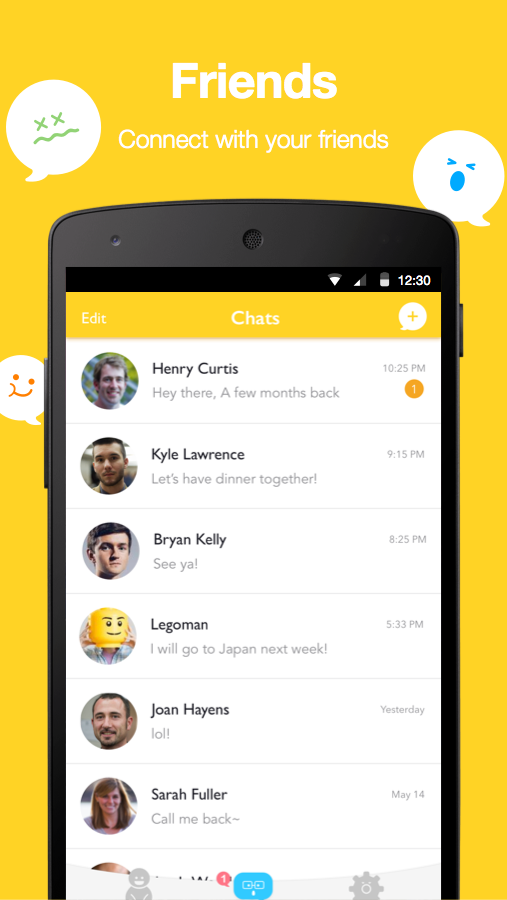 Friends
Connect with your friends
12:30
Edit
Chats
Henry Curtis
10:25 PM
Hey there, A few months back
1
Kyle Lawrence
9:15 PM
Let's have dinner together!
Bryan Kelly
8:25 PM
See ya!
Legoman
5:33 PM
I will go to Japan next week!
Joan Hayens
Yesterday
lol!
Sarah Fuller
May 14
Call me back~
1